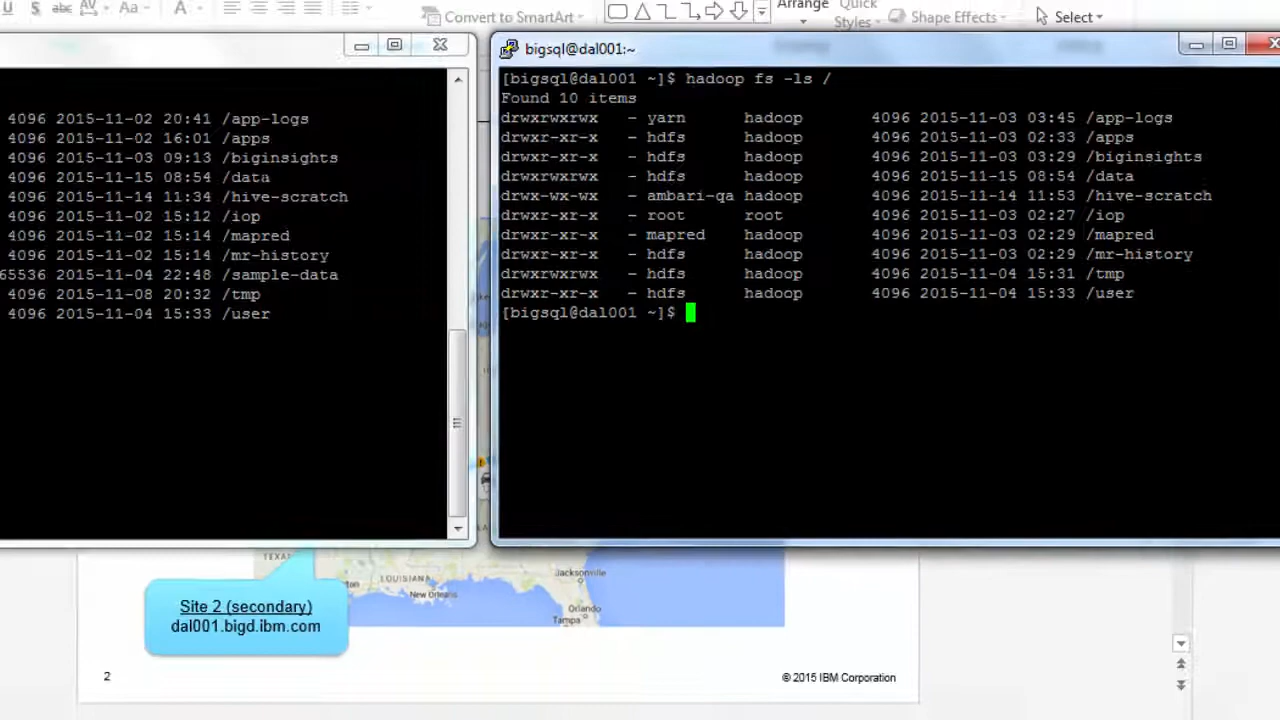 U S abc AV Aa A
Convert to SmartArt
Arrange
Quick
Styles
Shape Effects
Select
4096 2015-11-02 20:41 /app-logs
4096 2015-11-02 16:01 /apps
4096 2015-11-03 09:13 /biginsights
4096 2015-11-15 08:54 /data
4096 2015-11-14 11:34 /hive-scratch
4096 2015-11-02 15:12 /iop
4096 2015-11-02 15:14 /mapred
4096 2015-11-02 15:14 /mr-history
65536 2015-11-04 22:48 /sample-data
4096 2015-11-08 20:32 /tmp
4096 2015-11-04 15:33 /user
bigsql@dal001:~
[bigsql@dal001 ~]$ hadoop fs -ls /
Found 10 items
drwxrwxrwx - yarn hadoop 4096 2015-11-03 03:45 /app-logs
drwxr-xr-x - hdfs hadoop 4096 2015-11-03 02:33 /apps
drwxr-xr-x - hdfs hadoop 4096 2015-11-03 03:29 /biginsights
drwxr-xr-x - hdfs hadoop 4096 2015-11-15 08:54 /data
drwx-wx-wx - ambari-qa hadoop 4096 2015-11-14 11:53 /hive-scratch
drwxr-xr-x - root root 4096 2015-11-03 02:27 /iop
drwxr-xr-x - mapred hadoop 4096 2015-11-03 02:29 /mapred
drwxr-xr-x - hdfs hadoop 4096 2015-11-03 02:29 /mr-history
drwxrwxrwx - hdfs hadoop 4096 2015-11-04 15:31 /tmp
drwxr-xr-x - hdfs hadoop 4096 2015-11-04 15:33 /user
[bigsql@dal001 ~]$
TEXA
LOUISIANA
New Orleans
Jacksonville
Orlando
Tampa
Site 2 (secondary)
dal001.bigd.ibm.com
2
© 2015 IBM Corporation